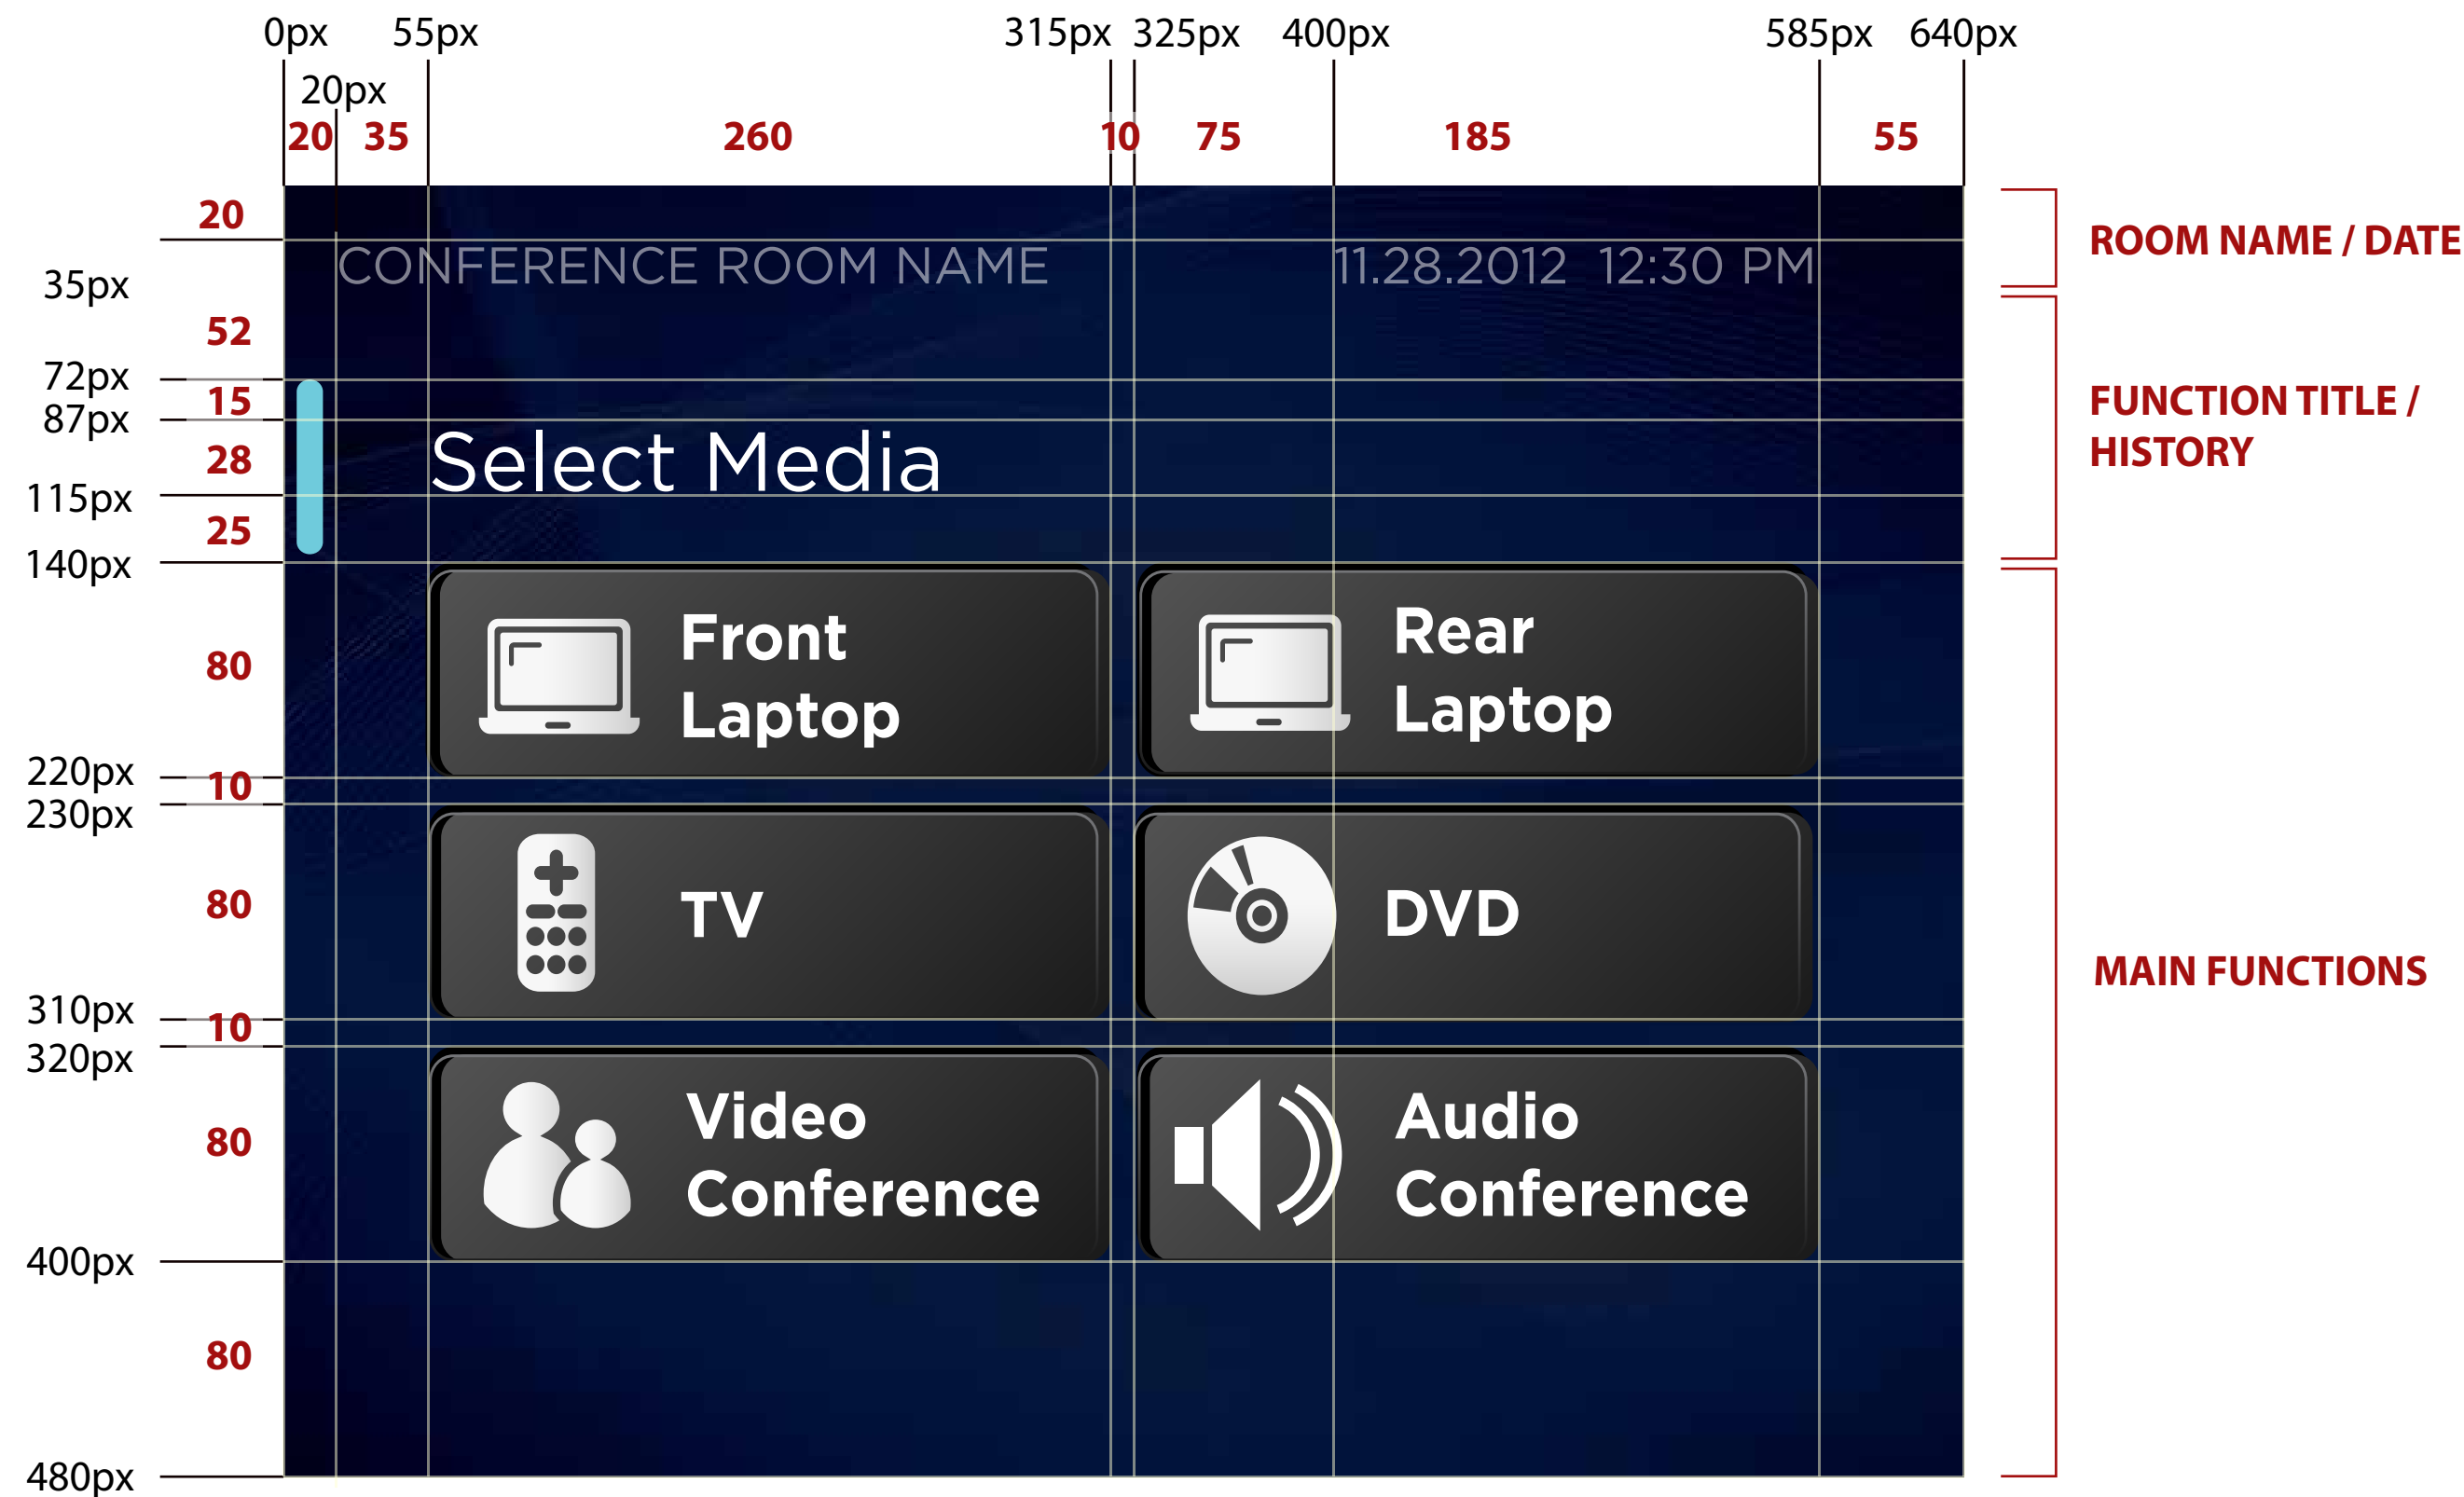 0px 55px 315px 325px 400px 585px 640px
20px
20 35 260 10 75 185 55
20
ROOM NAME / DATE
CONFERENCE ROOM NAME 11.28.2012 12:30 PM
35px
52
72px
15
87px
FUNCTION TITLE /
HISTORY
28
Select Media
115px
25
140px
Front
Laptop
Rear
Laptop
80
220px
10
230px
80
TV
DVD
MAIN FUNCTIONS
310px
10
320px
80
Video
Conference
Audio
Conference
400px
80
480px